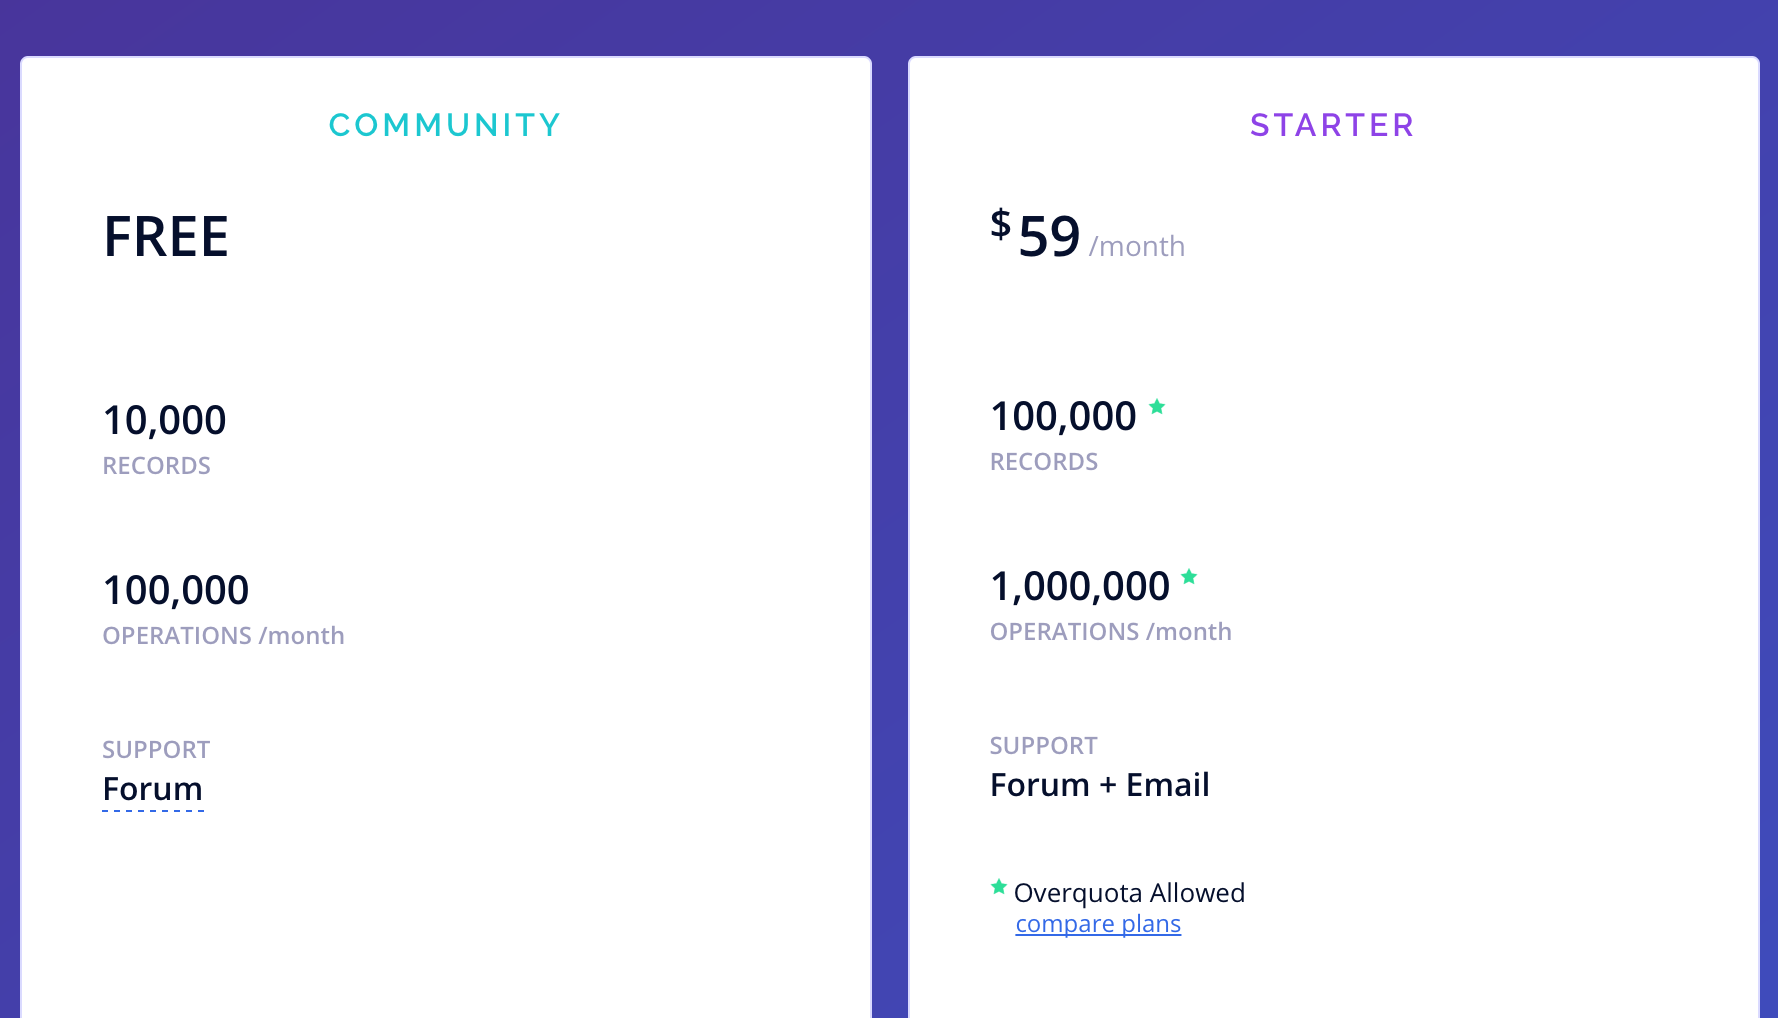 COMMUNITY
FREE
10,000
RECORDS
100,000
OPERATIONS /month
SUPPORT
Forum
STARTER
$59 /month
100,000 ★
RECORDS
1,000,000 ★
OPERATIONS /month
SUPPORT
Forum + Email
★ Overquota Allowed
compare plans